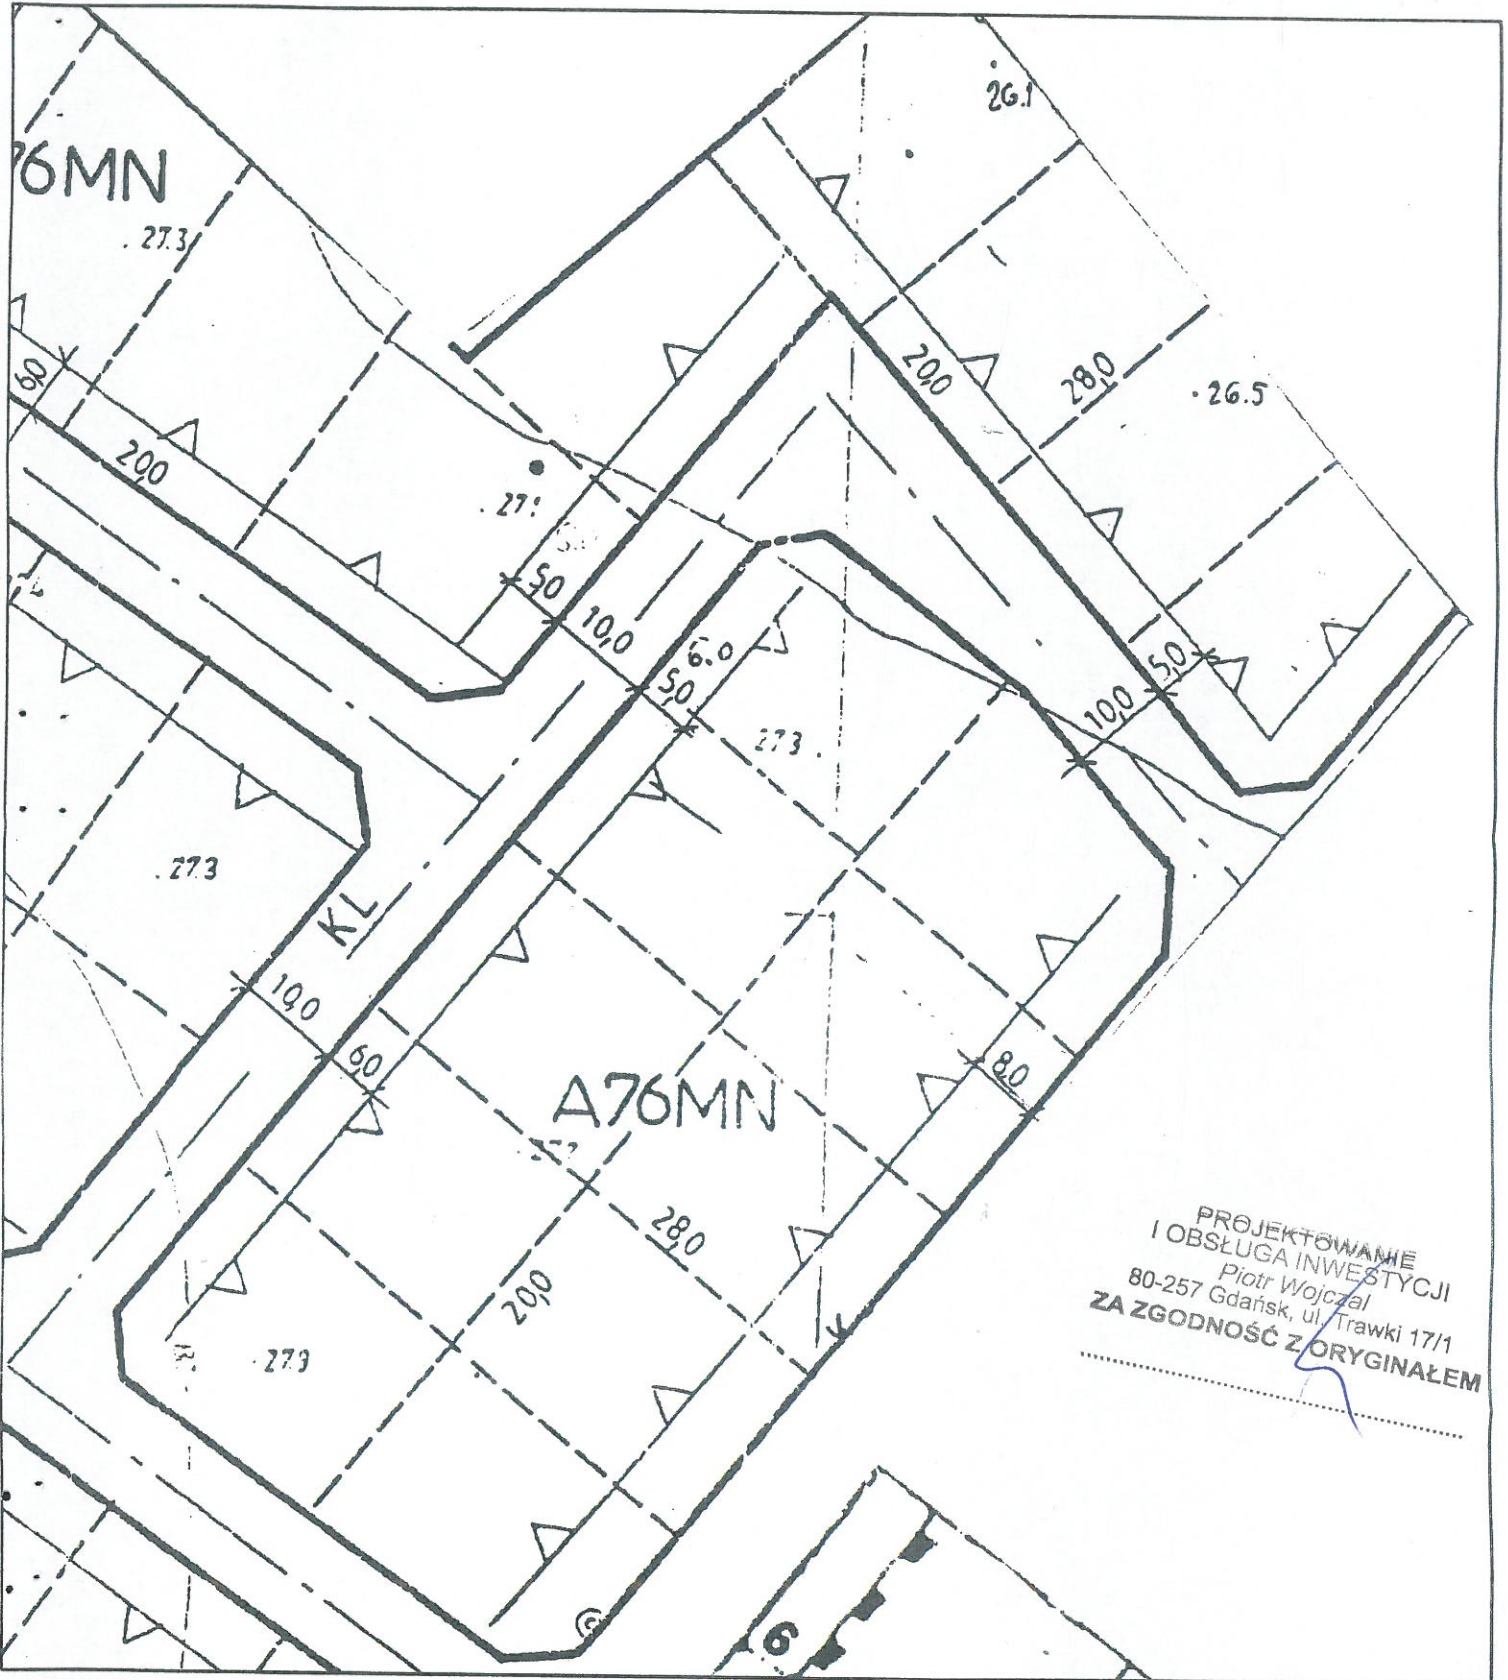 26.1
76MN
. 27.3
6,0
20,0
20,0
28,0
. 26.5
5,0
10,0
6.0
5,0
5,0
10,0
27.3 .
. 27.3
KL
10,0
6,0
8,0
A76MN
28,0
20,0
27.9
PROJEKTOWANIE
I OBSŁUGA INWESTYCJI
Piotr Wojczal
80-257 Gdańsk, ul. Trawki 17/1
ZA ZGODNOŚĆ Z ORYGINAŁEM
6